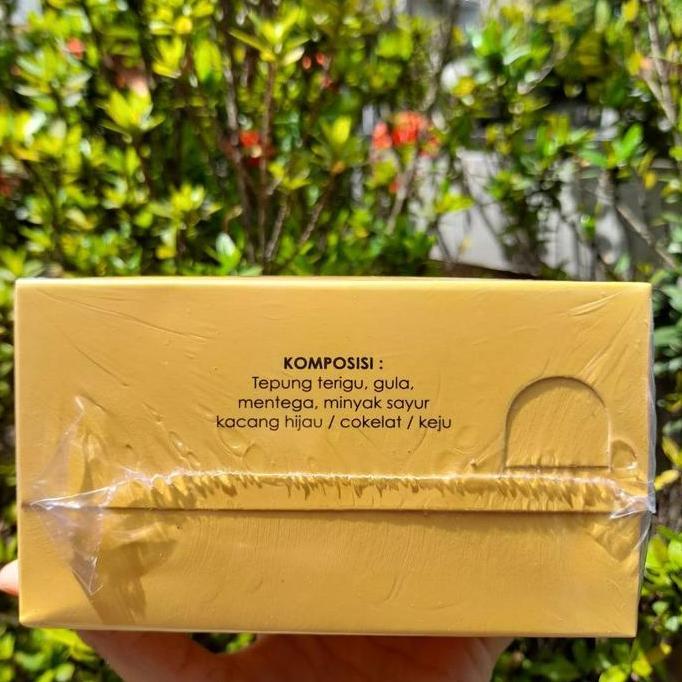 KOMPOSISI :
Tepung terigu, gula,
mentega, minyak sayur
kacang hijau / cokelat / keju